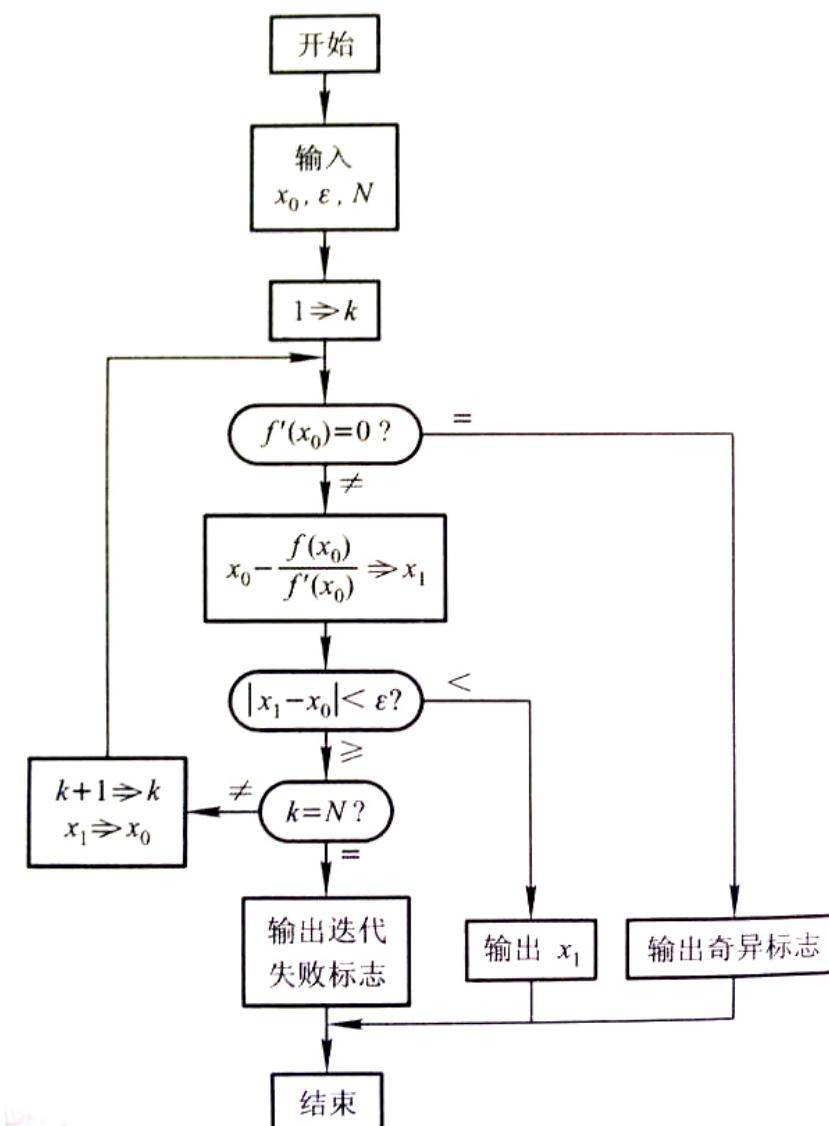 开始
输入
x₀, ε, N
1⇒k
f′(x₀)=0?
=
≠
x₀ − f(x₀)/f′(x₀) ⇒ x₁
|x₁−x₀|< ε?
<
≥
k=N?
≠
k+1⇒k
x₁⇒x₀
=
输出迭代
失败标志
输出 x₁
输出奇异标志
结束